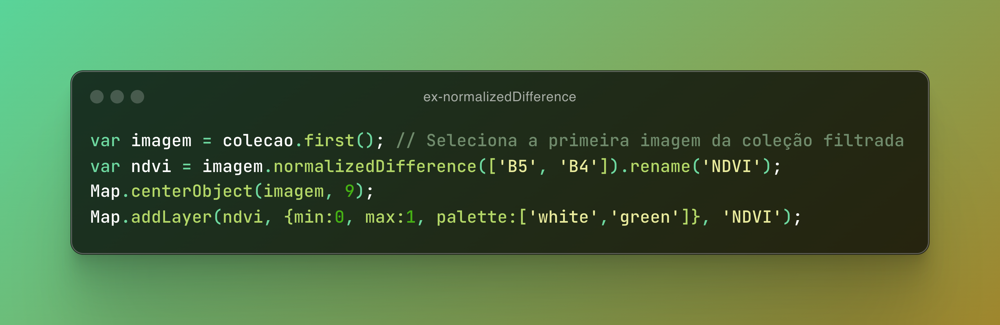 ex-normalizedDifference
var imagem = colecao.first(); // Seleciona a primeira imagem da coleção filtrada
var ndvi = imagem.normalizedDifference(['B5', 'B4']).rename('NDVI');
Map.centerObject(imagem, 9);
Map.addLayer(ndvi, {min:0, max:1, palette:['white','green']}, 'NDVI');